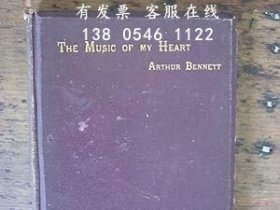 有发票 客服在线
138 0546 1122
THE MUSIC OF MY HEART
ARTHUR BENNETT